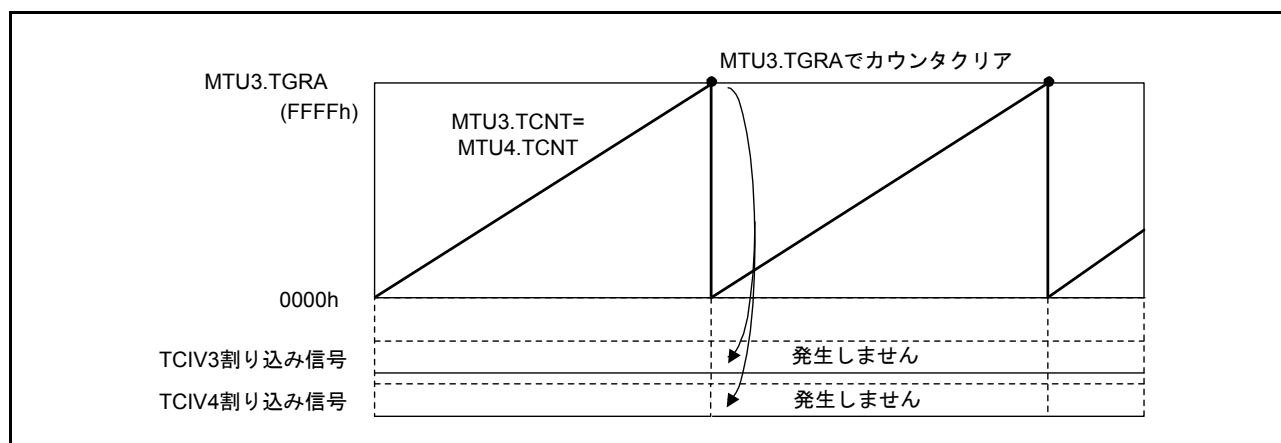 MTU3.TGRAでカウンタクリア
MTU3.TGRA
(FFFFh)
MTU3.TCNT=
MTU4.TCNT
0000h
TCIV3割り込み信号
発生しません
TCIV4割り込み信号
発生しません